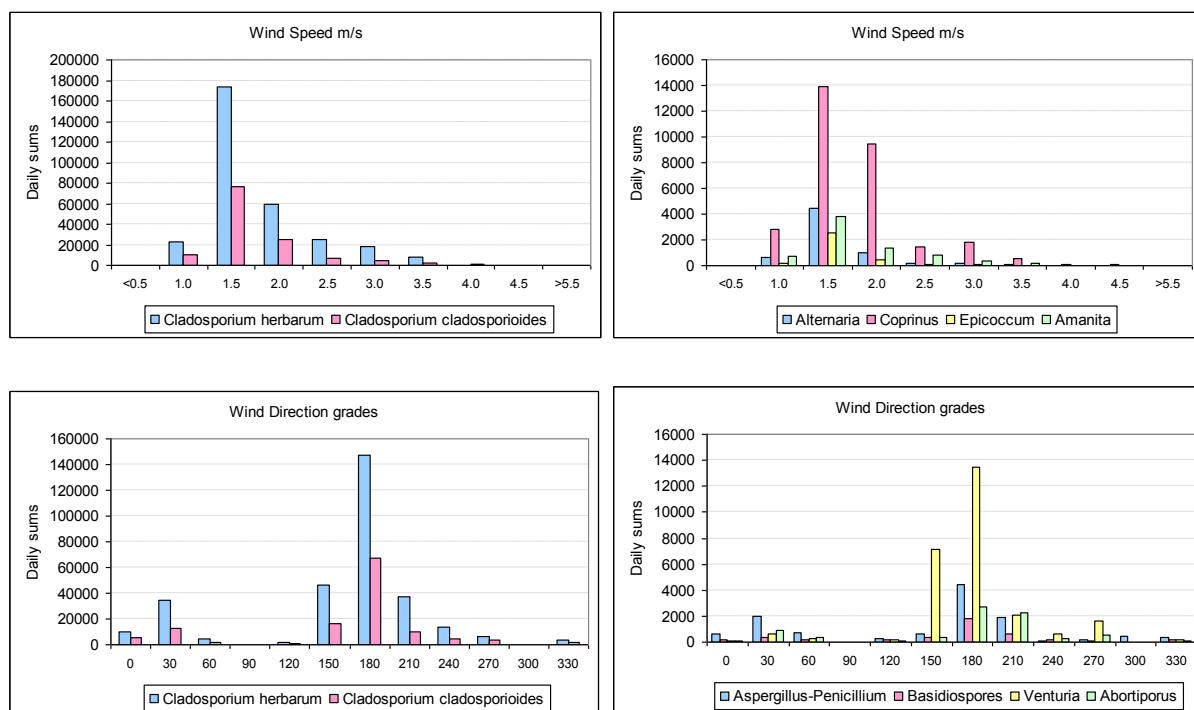 Wind Speed m/s
Daily sums
200000
180000
160000
140000
120000
100000
80000
60000
40000
20000
0
<0.5 1.0 1.5 2.0 2.5 3.0 3.5 4.0 4.5 >5.5
Cladosporium herbarum Cladosporium cladosporioides
Wind Speed m/s
Daily sums
16000
14000
12000
10000
8000
6000
4000
2000
0
<0.5 1.0 1.5 2.0 2.5 3.0 3.5 4.0 4.5 >5.5
Alternaria Coprinus Epicoccum Amanita
Wind Direction grades
Daily sums
160000
140000
120000
100000
80000
60000
40000
20000
0
0 30 60 90 120 150 180 210 240 270 300 330
Cladosporium herbarum Cladosporium cladosporioides
Wind Direction grades
Daily sums
16000
14000
12000
10000
8000
6000
4000
2000
0
0 30 60 90 120 150 180 210 240 270 300 330
Aspergillus-Penicillium Basidiospores Venturia Abortiporus